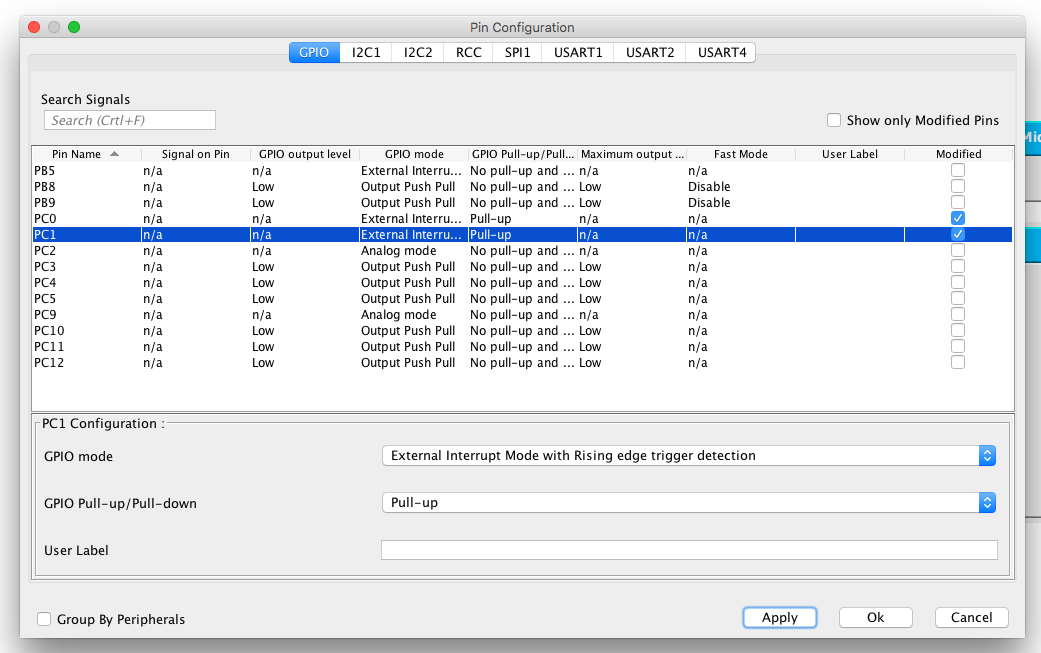 Pin Configuration
GPIO I2C1 I2C2 RCC SPI1 USART1 USART2 USART4
Search Signals
Search (Crtl+F)
Show only Modified Pins
Pin Name Signal on Pin GPIO output level GPIO mode GPIO Pull-up/Pull... Maximum output ... Fast Mode User Label Modified
PB5 n/a n/a External Interru... No pull-up and ... n/a n/a
PB8 n/a Low Output Push Pull No pull-up and ... Low Disable
PB9 n/a Low Output Push Pull No pull-up and ... Low Disable
PC0 n/a n/a External Interru... Pull-up n/a n/a
PC1 n/a n/a External Interru... Pull-up n/a n/a
PC2 n/a n/a Analog mode No pull-up and ... n/a n/a
PC3 n/a Low Output Push Pull No pull-up and ... Low n/a
PC4 n/a Low Output Push Pull No pull-up and ... Low n/a
PC5 n/a Low Output Push Pull No pull-up and ... Low n/a
PC9 n/a n/a Analog mode No pull-up and ... n/a n/a
PC10 n/a Low Output Push Pull No pull-up and ... Low n/a
PC11 n/a Low Output Push Pull No pull-up and ... Low n/a
PC12 n/a Low Output Push Pull No pull-up and ... Low n/a
PC1 Configuration :
GPIO mode External Interrupt Mode with Rising edge trigger detection
GPIO Pull-up/Pull-down Pull-up
User Label
Group By Peripherals
Apply Ok Cancel